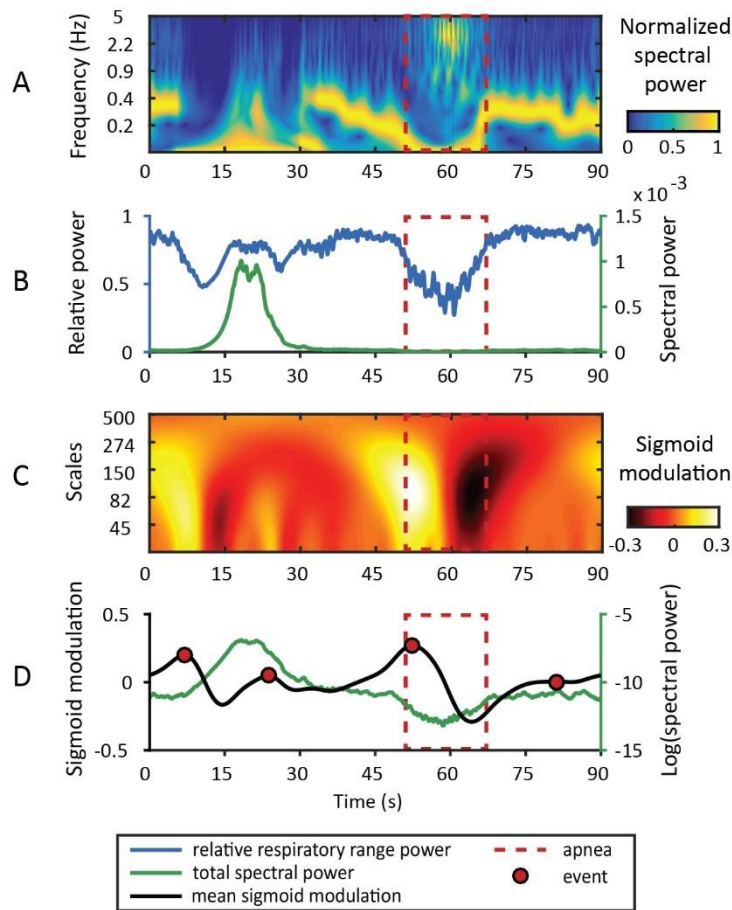 A
Frequency (Hz)
5
2.2
0.9
0.4
0.2
0 15 30 45 60 75 90
Normalized
spectral
power
0 0.5 1
B
Relative power
1
0.5
0
x 10⁻³
1.5
1
0.5
0
Spectral power
0 15 30 45 60 75 90
C
Scales
500
274
150
82
45
0 15 30 45 60 75 90
Sigmoid
modulation
-0.3 0 0.3
D
Sigmoid modulation
0.5
0
-0.5
-5
-10
-15
Log(spectral power)
0 15 30 45 60 75 90
Time (s)
relative respiratory range power
total spectral power
mean sigmoid modulation
apnea
event